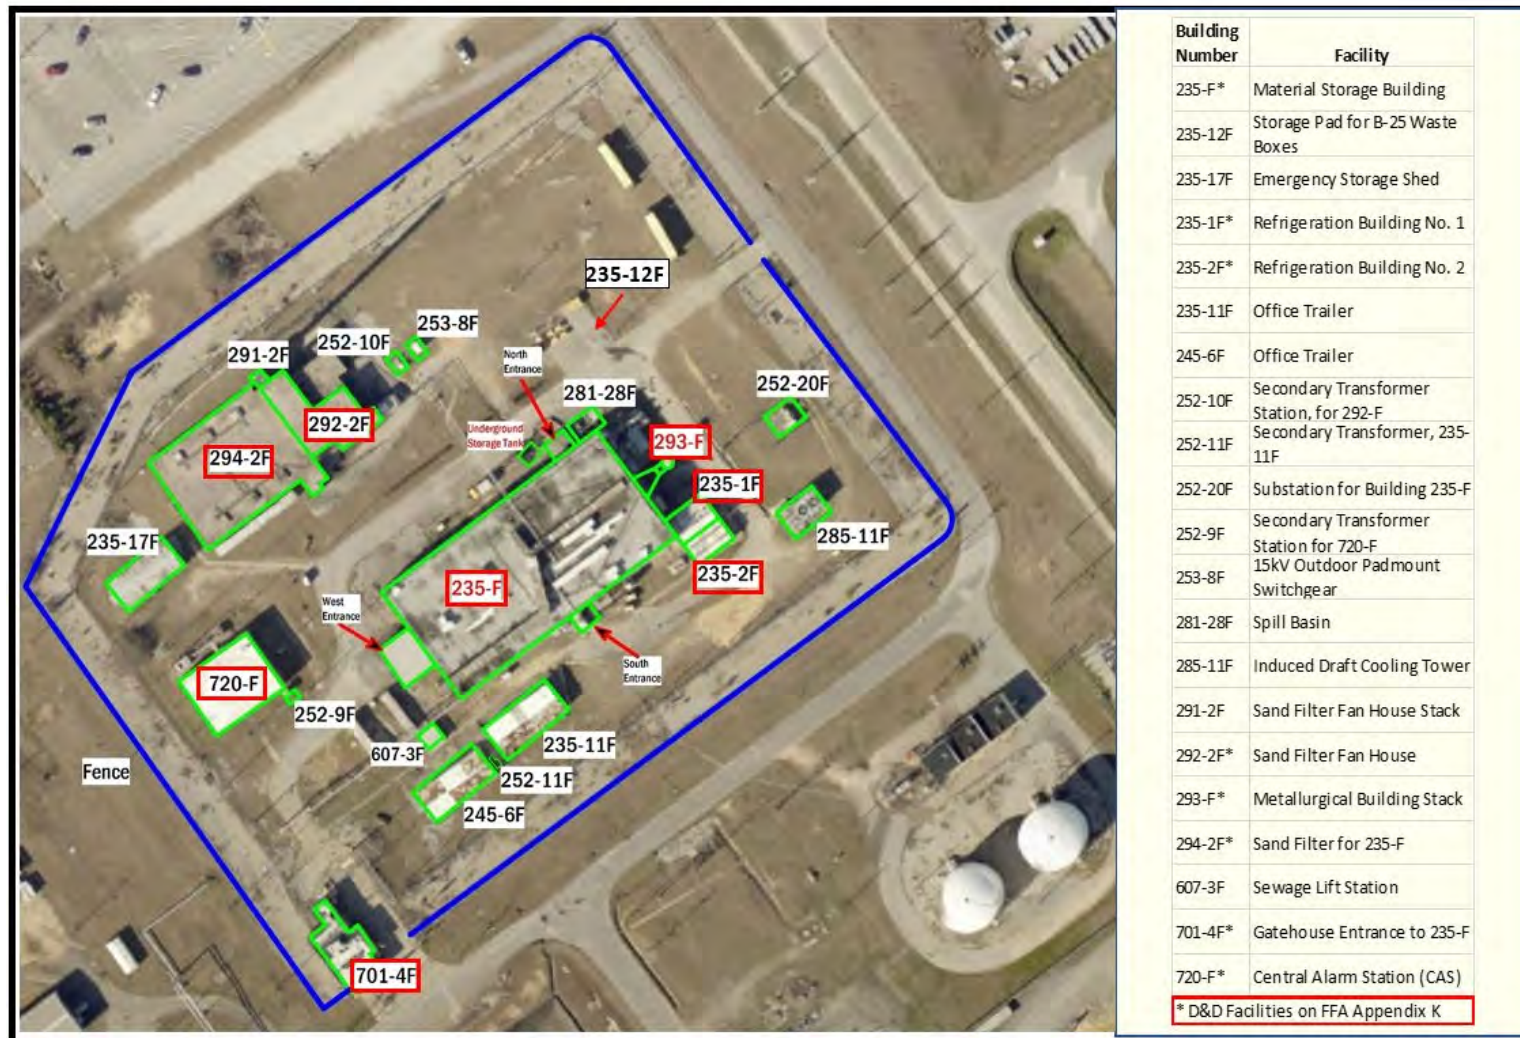 235-12F
253-8F
252-10F
291-2F
North
Entrance
281-28F
252-20F
292-2F
Underground
Storage Tank
293-F
294-2F
235-1F
285-11F
235-17F
235-2F
235-F
West
Entrance
South
Entrance
720-F
252-9F
607-3F
235-11F
252-11F
245-6F
Fence
701-4F
Building
Number Facility
235-F* Material Storage Building
235-12F Storage Pad for B-25 Waste
Boxes
235-17F Emergency Storage Shed
235-1F* Refrigeration Building No. 1
235-2F* Refrigeration Building No. 2
235-11F Office Trailer
245-6F Office Trailer
252-10F Secondary Transformer
Station, for 292-F
252-11F Secondary Transformer, 235-
11F
252-20F Substation for Building 235-F
252-9F Secondary Transformer
Station for 720-F
253-8F 15kV Outdoor Padmount
Switchgear
281-28F Spill Basin
285-11F Induced Draft Cooling Tower
291-2F Sand Filter Fan House Stack
292-2F* Sand Filter Fan House
293-F* Metallurgical Building Stack
294-2F* Sand Filter for 235-F
607-3F Sewage Lift Station
701-4F* Gatehouse Entrance to 235-F
720-F* Central Alarm Station (CAS)
* D&D Facilities on FFA Appendix K